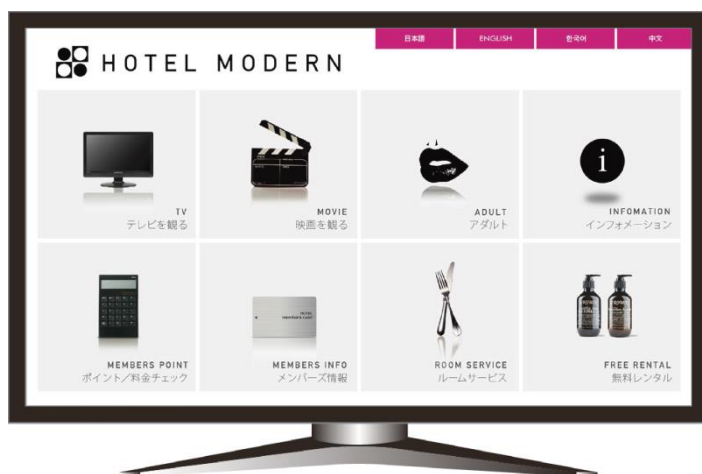 日本語 ENGLISH 한국어 中文
HOTEL MODERN
TV
テレビを観る
MOVIE
映画を観る
ADULT
アダルト
INFOMATION
インフォメーション
MEMBERS POINT
ポイント／料金チェック
MEMBERS INFO
メンバーズ情報
ROOM SERVICE
ルームサービス
FREE RENTAL
無料レンタル